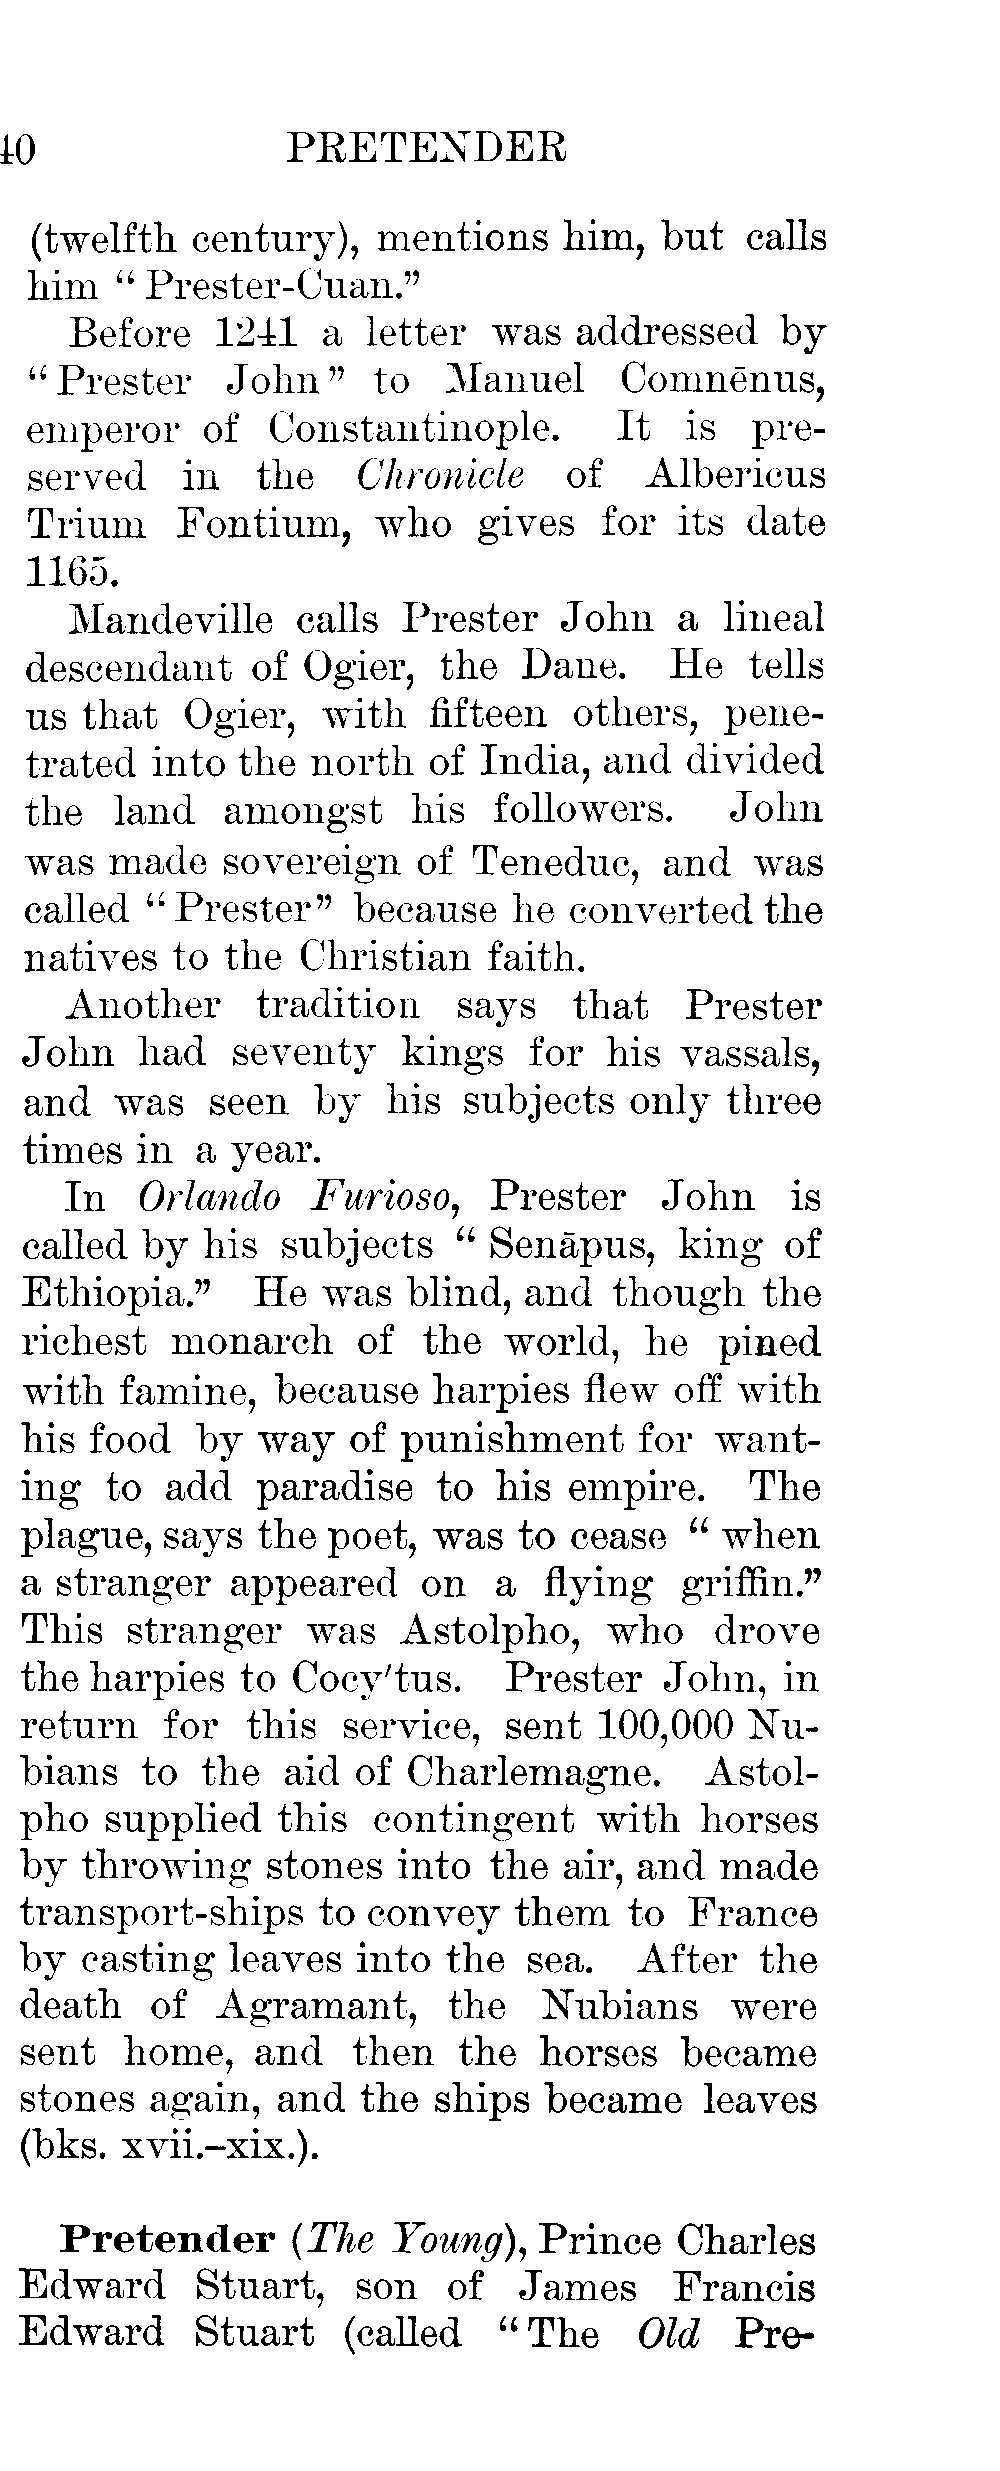 40 PRETENDER
(twelfth century), mentions him, but calls
him “ Prester-Cuan.”
Before 1241 a letter was addressed by
“ Prester John” to Manuel Comnēnus,
emperor of Constantinople. It is pre-
served in the Chronicle of Albericus
Trium Fontium, who gives for its date
1165.
Mandeville calls Prester John a lineal
descendant of Ogier, the Dane. He tells
us that Ogier, with fifteen others, pene-
trated into the north of India, and divided
the land amongst his followers. John
was made sovereign of Teneduc, and was
called “ Prester” because he converted the
natives to the Christian faith.
Another tradition says that Prester
John had seventy kings for his vassals,
and was seen by his subjects only three
times in a year.
In Orlando Furioso, Prester John is
called by his subjects “ Senāpus, king of
Ethiopia.” He was blind, and though the
richest monarch of the world, he pined
with famine, because harpies flew off with
his food by way of punishment for want-
ing to add paradise to his empire. The
plague, says the poet, was to cease “ when
a stranger appeared on a flying griffin.”
This stranger was Astolpho, who drove
the harpies to Cocy'tus. Prester John, in
return for this service, sent 100,000 Nu-
bians to the aid of Charlemagne. Astol-
pho supplied this contingent with horses
by throwing stones into the air, and made
transport-ships to convey them to France
by casting leaves into the sea. After the
death of Agramant, the Nubians were
sent home, and then the horses became
stones again, and the ships became leaves
(bks. xvii.–xix.).
Pretender (The Young), Prince Charles
Edward Stuart, son of James Francis
Edward Stuart (called “The Old Pre-